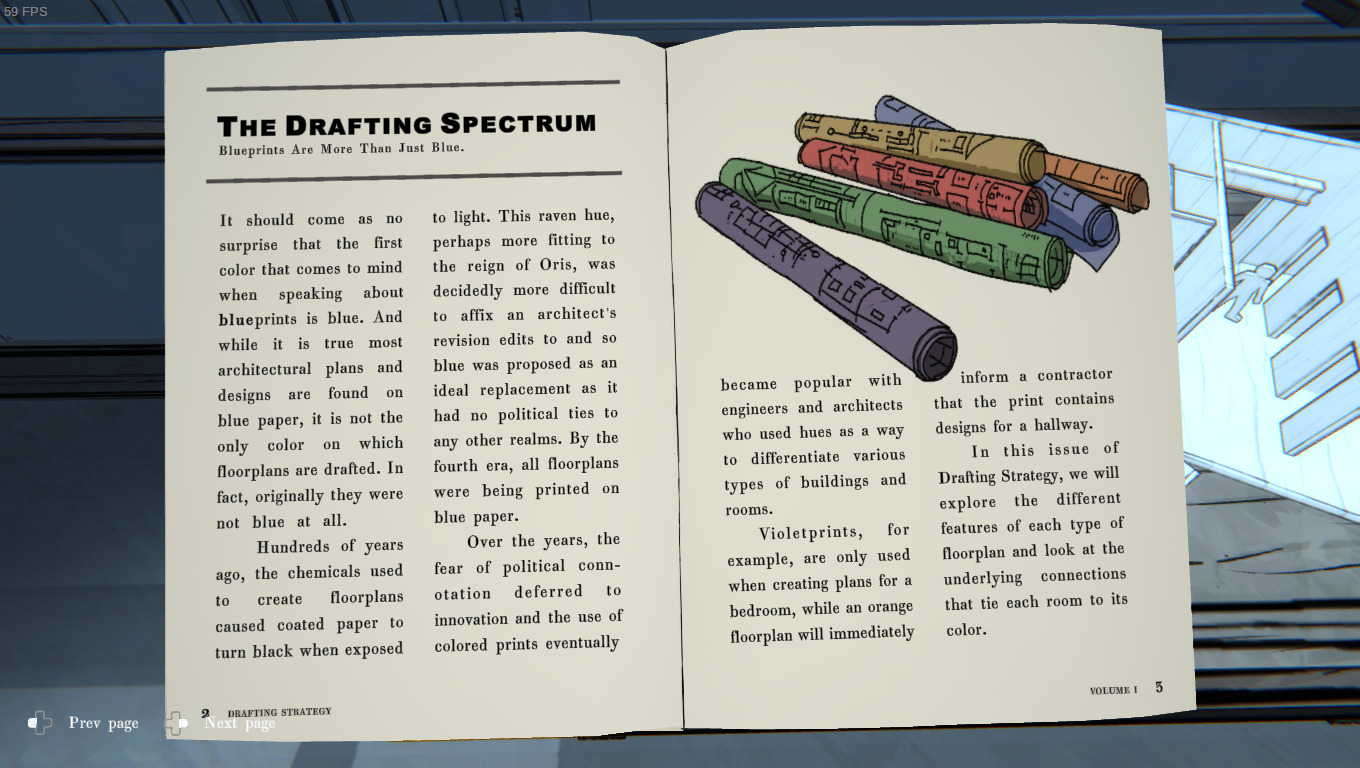 59 FPS
THE DRAFTING SPECTRUM
Blueprints Are More Than Just Blue.
It should come as no
surprise that the first
color that comes to mind
when speaking about
blueprints is blue. And
while it is true most
architectural plans and
designs are found on
blue paper, it is not the
only color on which
floorplans are drafted. In
fact, originally they were
not blue at all.
Hundreds of years
ago, the chemicals used
to create floorplans
caused coated paper to
turn black when exposed
to light. This raven hue,
perhaps more fitting to
the reign of Oris, was
decidedly more difficult
to affix an architect's
revision edits to and so
blue was proposed as an
ideal replacement as it
had no political ties to
any other realms. By the
fourth era, all floorplans
were being printed on
blue paper.
Over the years, the
fear of political conn-
otation deferred to
innovation and the use of
colored prints eventually
2 DRAFTING STRATEGY
became popular with
engineers and architects
who used hues as a way
to differentiate various
types of buildings and
rooms.
Violetprints, for
example, are only used
when creating plans for a
bedroom, while an orange
floorplan will immediately
inform a contractor
that the print contains
designs for a hallway.
In this issue of
Drafting Strategy, we will
explore the different
features of each type of
floorplan and look at the
underlying connections
that tie each room to its
color.
VOLUME I 3
Prev page
Next page